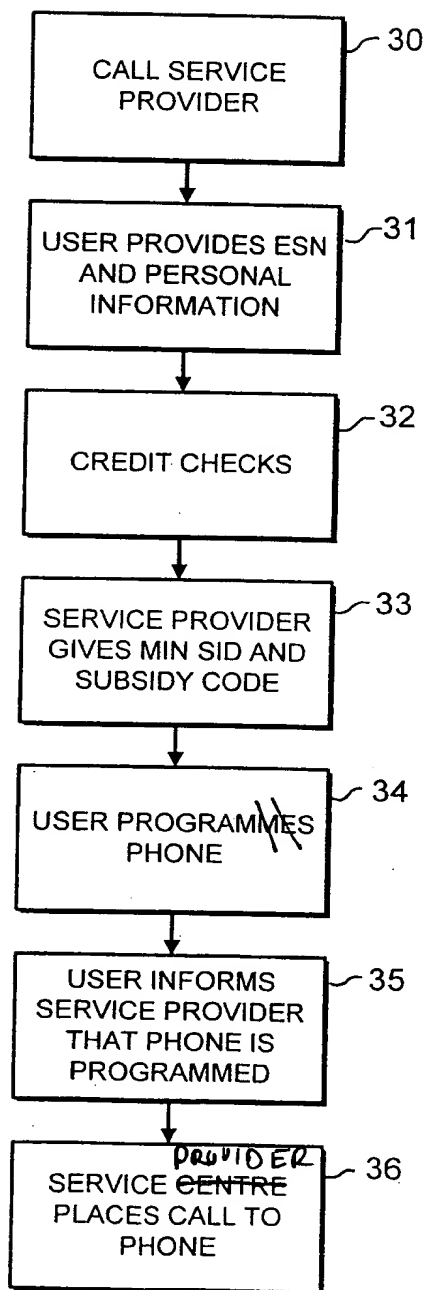 CALL SERVICE
PROVIDER
30
USER PROVIDES ESN
AND PERSONAL
INFORMATION
31
CREDIT CHECKS
32
SERVICE PROVIDER
GIVES MIN SID AND
SUBSIDY CODE
33
USER PROGRAMMES
PHONE
34
USER INFORMS
SERVICE PROVIDER
THAT PHONE IS
PROGRAMMED
35
PROVIDER
SERVICE CENTRE
PLACES CALL TO
PHONE
36